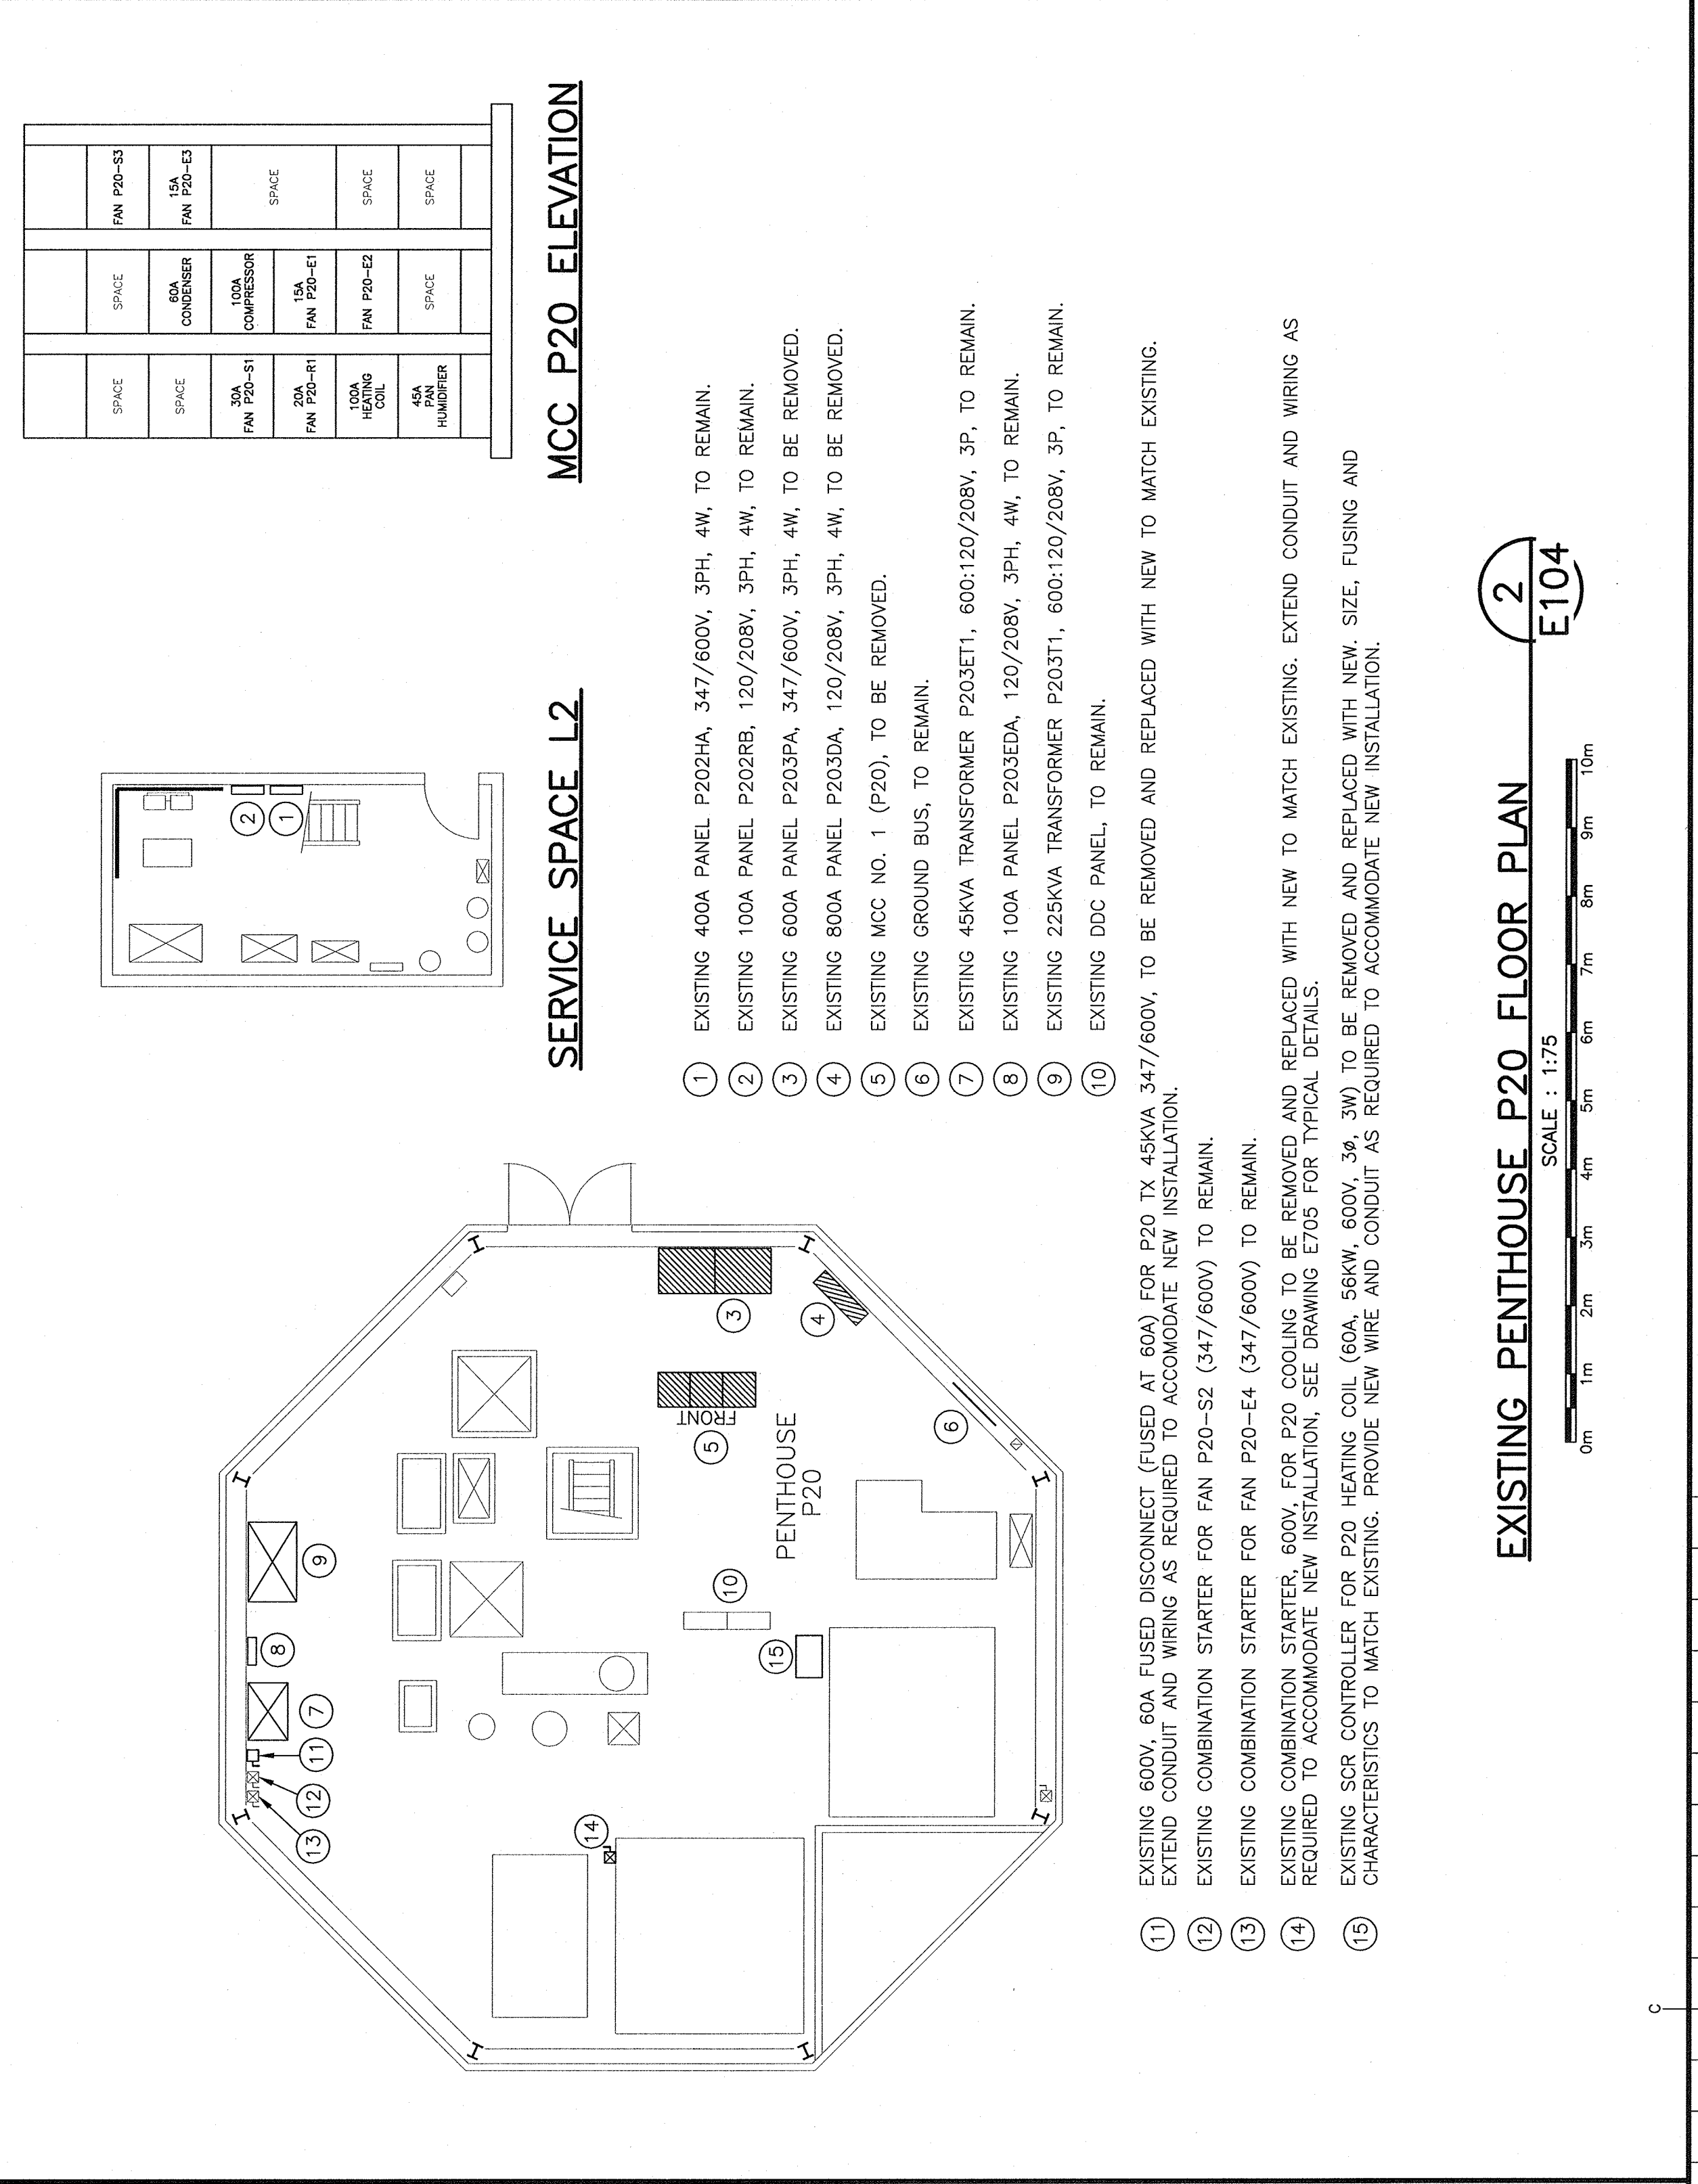 30A
FAN P20-S1
20A
FAN P20-R1
100A
HEATING
COIL
45A
PAN
HUMIDIFIER
SPACE
SPACE
SPACE
60A
CONDENSER
100A
COMPRESSOR
15A
FAN P20-E1
FAN P20-E2
SPACE
FAN P20-S3
15A
FAN P20-E3
SPACE
SPACE
SPACE
MCC P20 ELEVATION
2
1
SERVICE SPACE L2
13
12
11
7
8
9
14
15
10
5
FRONT
3
4
6
PENTHOUSE
P20
1 EXISTING 400A PANEL P202HA, 347/600V, 3PH, 4W, TO REMAIN.
2 EXISTING 100A PANEL P202RB, 120/208V, 3PH, 4W, TO REMAIN.
3 EXISTING 600A PANEL P203PA, 347/600V, 3PH, 4W, TO BE REMOVED.
4 EXISTING 800A PANEL P203DA, 120/208V, 3PH, 4W, TO BE REMOVED.
5 EXISTING MCC NO. 1 (P20), TO BE REMOVED.
6 EXISTING GROUND BUS, TO REMAIN.
7 EXISTING 45KVA TRANSFORMER P203ET1, 600:120/208V, 3P, TO REMAIN.
8 EXISTING 100A PANEL P203EDA, 120/208V, 3PH, 4W, TO REMAIN.
9 EXISTING 225KVA TRANSFORMER P203T1, 600:120/208V, 3P, TO REMAIN.
10 EXISTING DDC PANEL, TO REMAIN.
11 EXISTING 600V, 60A FUSED DISCONNECT (FUSED AT 60A) FOR P20 TX 45KVA 347/600V, TO BE REMOVED AND REPLACED WITH NEW TO MATCH EXISTING.
EXTEND CONDUIT AND WIRING AS REQUIRED TO ACCOMODATE NEW INSTALLATION.
12 EXISTING COMBINATION STARTER FOR FAN P20-S2 (347/600V) TO REMAIN.
13 EXISTING COMBINATION STARTER FOR FAN P20-E4 (347/600V) TO REMAIN.
14 EXISTING COMBINATION STARTER, 600V, FOR P20 COOLING TO BE REMOVED AND REPLACED WITH NEW TO MATCH EXISTING. EXTEND CONDUIT AND WIRING AS
REQUIRED TO ACCOMMODATE NEW INSTALLATION, SEE DRAWING E705 FOR TYPICAL DETAILS.
15 EXISTING SCR CONTROLLER FOR P20 HEATING COIL (60A, 56KW, 600V, 3ø, 3W) TO BE REMOVED AND REPLACED WITH NEW. SIZE, FUSING AND
CHARACTERISTICS TO MATCH EXISTING. PROVIDE NEW WIRE AND CONDUIT AS REQUIRED TO ACCOMMODATE NEW INSTALLATION.
EXISTING PENTHOUSE P20 FLOOR PLAN
2
E104
SCALE : 1:75
0m 1m 2m 3m 4m 5m 6m 7m 8m 9m 10m
C